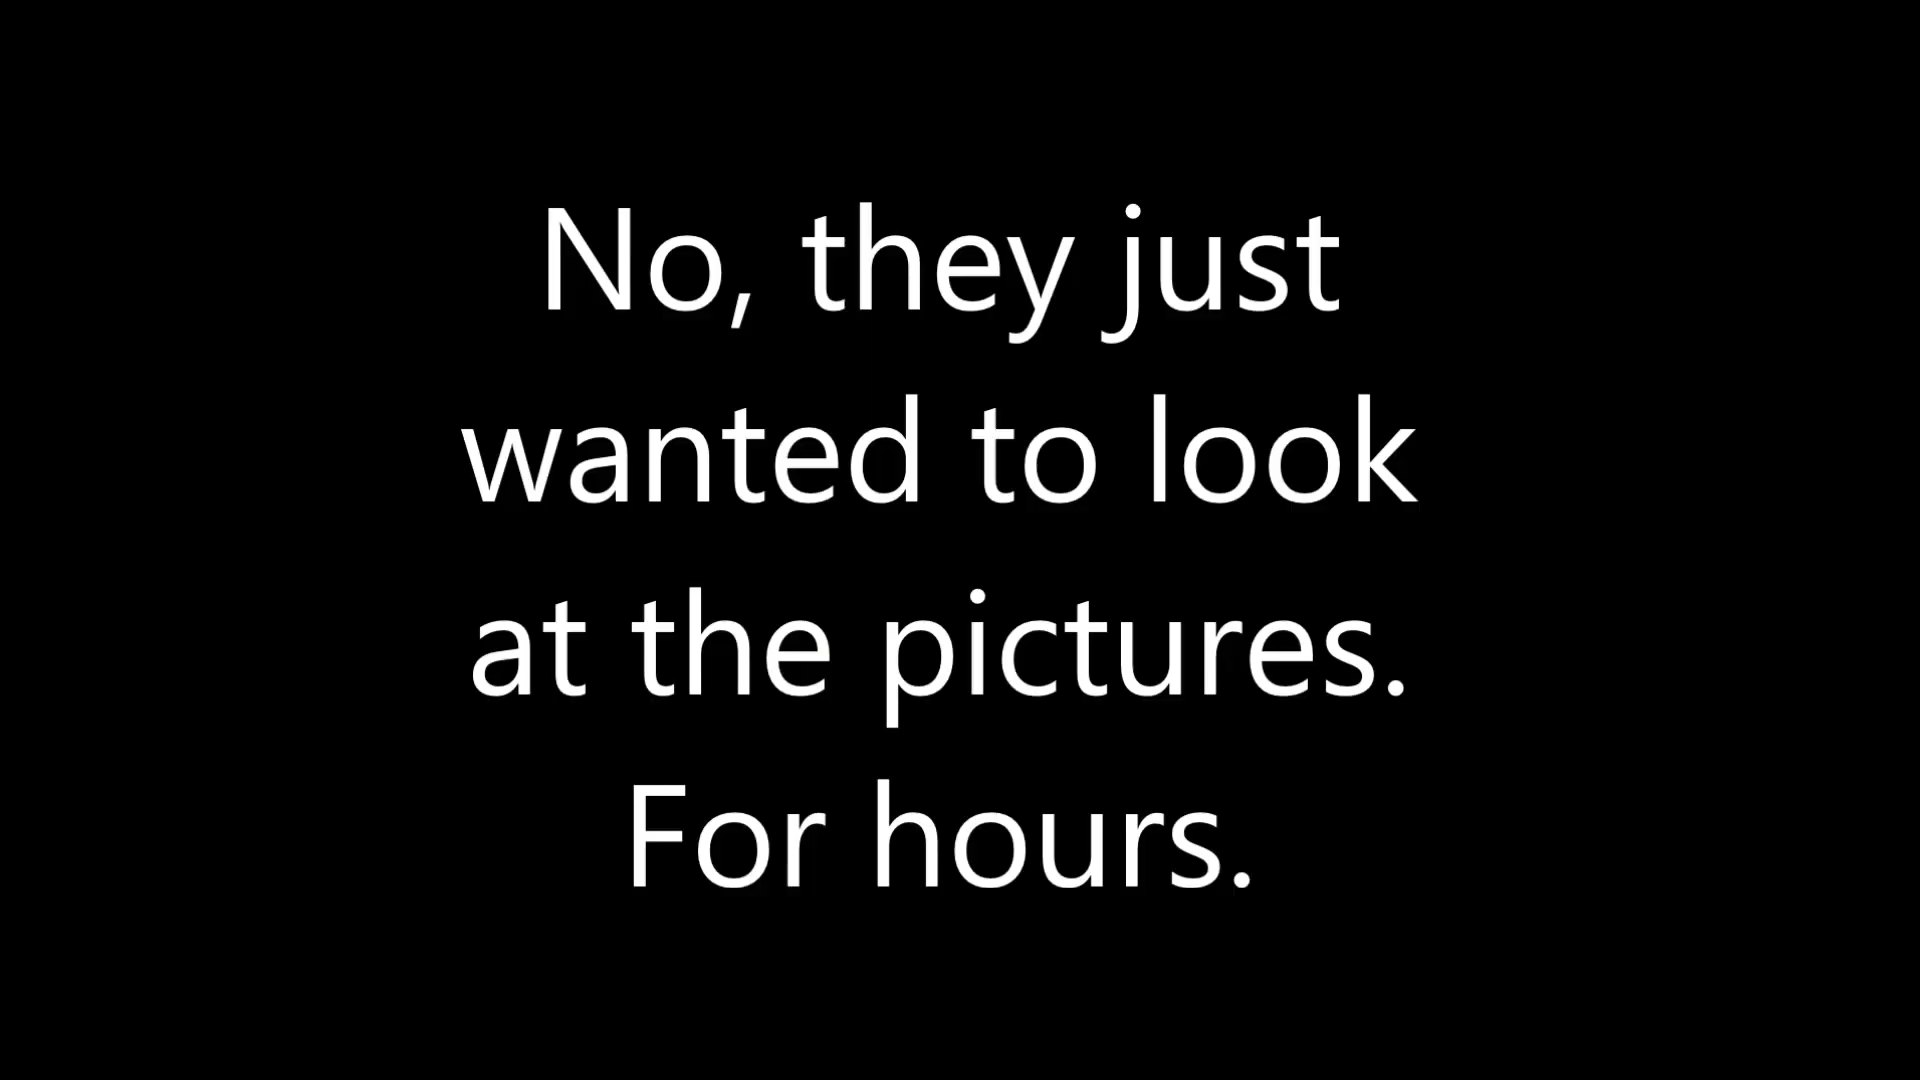 No, they just
wanted to look
at the pictures.
For hours.